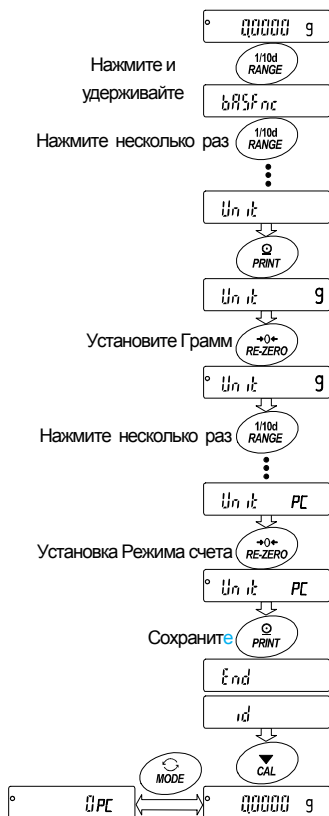 ° 0.0000 g
Нажмите и
удерживайте
1/10d
RANGE
bASFnc
Нажмите несколько раз
1/10d
RANGE
Unit
PRINT
Unit g
Установите Грамм
→0←
RE-ZERO
° Unit g
Нажмите несколько раз
1/10d
RANGE
Unit PC
Установка Режима счета
→0←
RE-ZERO
° Unit PC
Сохраните
PRINT
End
id
MODE
CAL
° 0 PC
° 0.0000 g